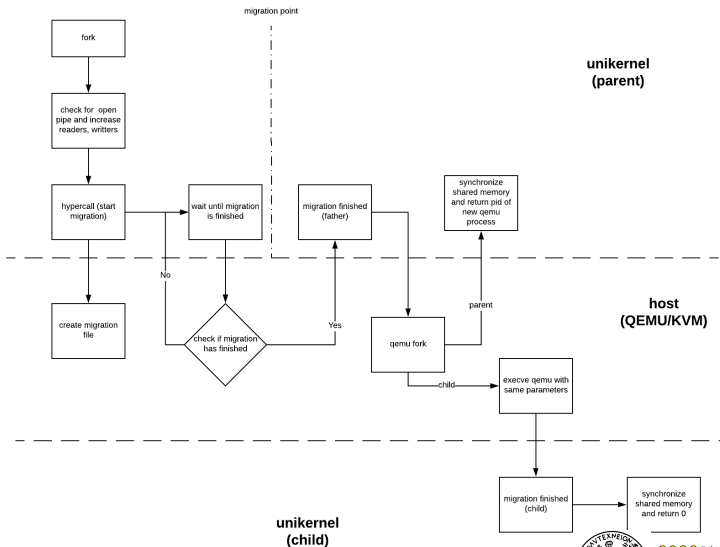 migration point
fork
unikernel
(parent)
check for open
pipe and increase
readers, writters
hypercall (start
migration)
wait until migration
is finished
migration finished
(father)
synchronize
shared memory
and return pid of
new qemu
process
No
create migration
file
check if migration
has finished
Yes
qemu fork
parent
host
(QEMU/KVM)
child
execve qemu with
same parameters
migration finished
(child)
synchronize
shared memory
and return 0
unikernel
(child)